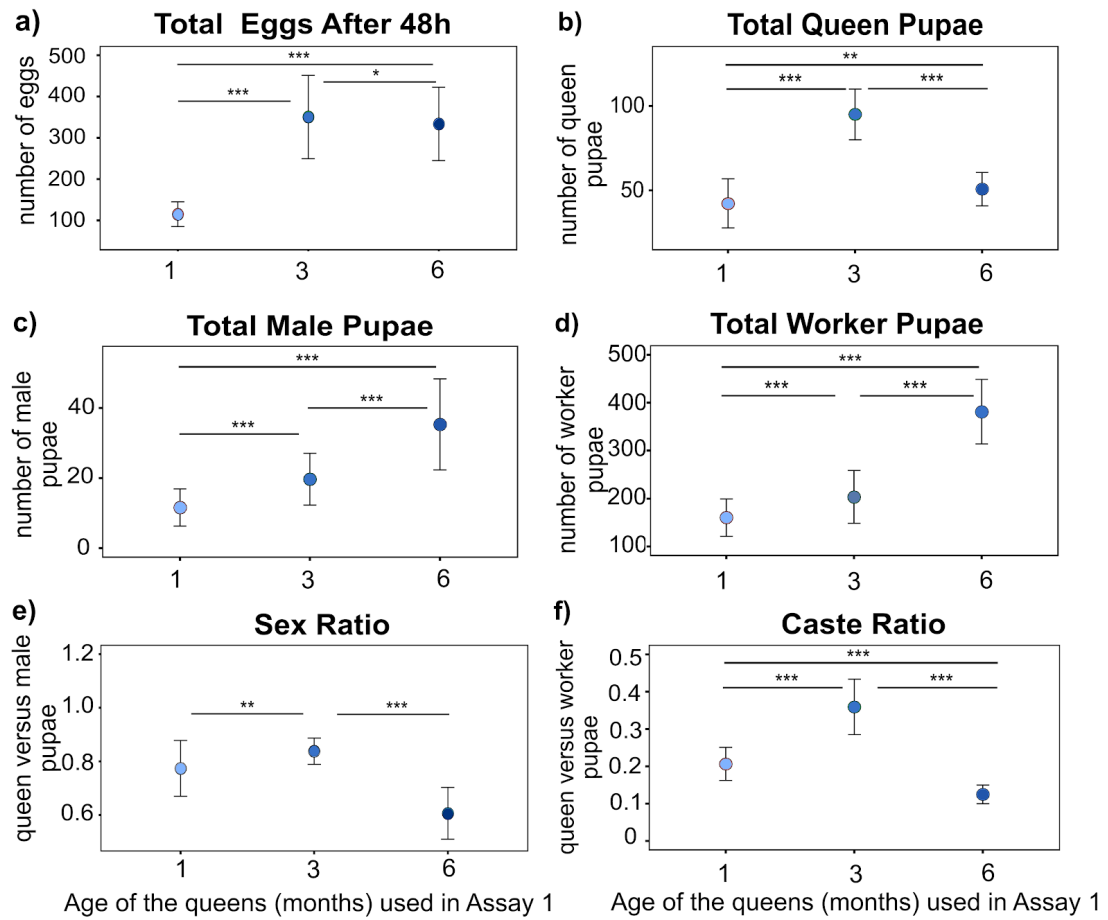 a)
Total  Eggs After 48h
number of eggs
500
400
300
200
100
***
***
*
1
3
6
b)
Total Queen Pupae
number of queen
pupae
100
50
**
***
***
1
3
6
c)
Total Male Pupae
number of male
pupae
40
20
0
***
***
***
1
3
6
d)
Total Worker Pupae
number of worker
pupae
500
400
300
200
100
***
***
***
1
3
6
e)
Sex Ratio
queen versus male
pupae
1.2
1.0
0.8
0.6
**
***
1
3
6
Age of the queens (months) used in Assay 1
f)
Caste Ratio
queen versus worker
pupae
0.5
0.4
0.3
0.2
0.1
0
***
***
***
1
3
6
Age of the queens (months) used in Assay 1